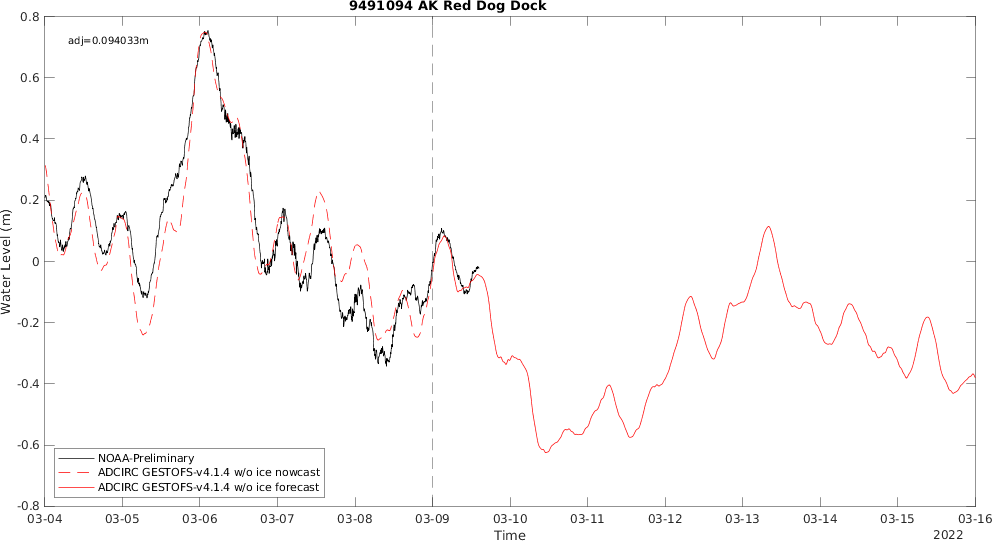 9491094 AK Red Dog Dock
adj=0.094033m
0.8
0.6
0.4
0.2
0
-0.2
-0.4
-0.6
-0.8
Water Level (m)
NOAA-Preliminary
ADCIRC GESTOFS-v4.1.4 w/o ice nowcast
ADCIRC GESTOFS-v4.1.4 w/o ice forecast
03-04 03-05 03-06 03-07 03-08 03-09 03-10 03-11 03-12 03-13 03-14 03-15 03-16
Time
2022